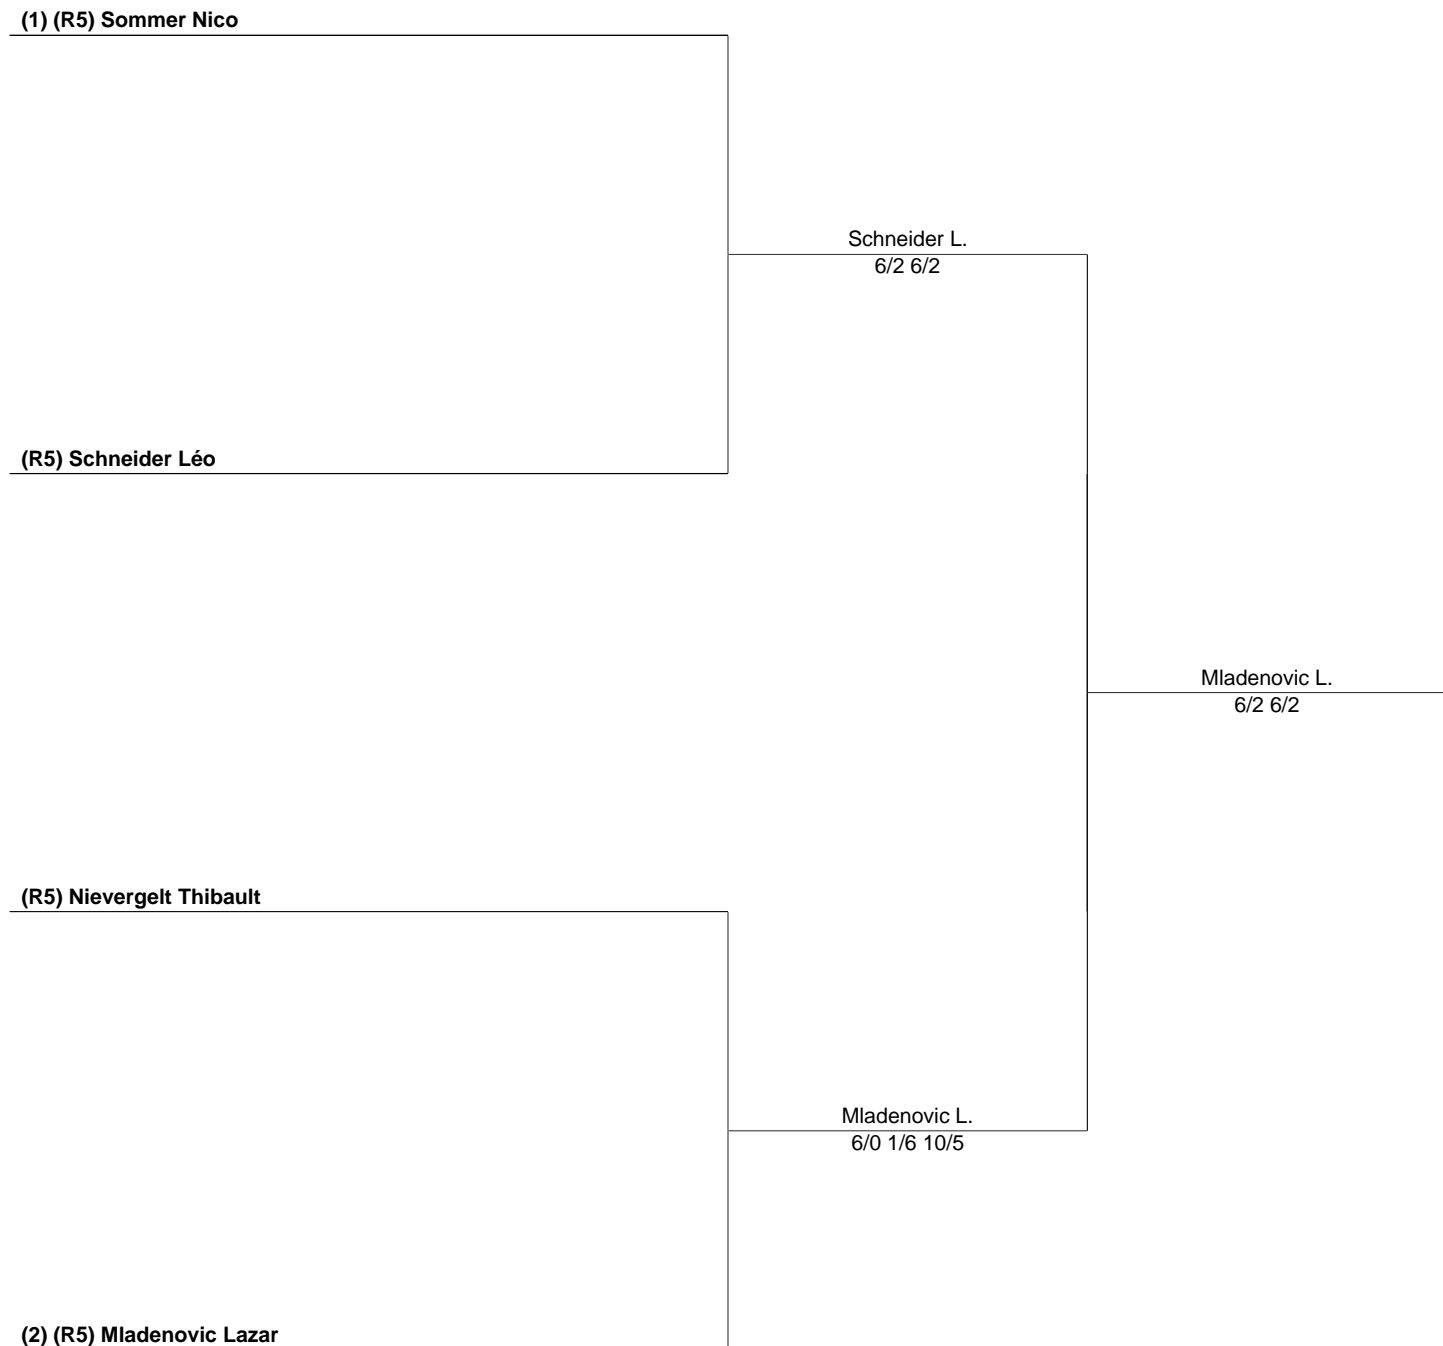 (1) (R5) Sommer Nico
Schneider L.
6/2 6/2
(R5) Schneider Léo
Mladenovic L.
6/2 6/2
(R5) Nievergelt Thibault
Mladenovic L.
6/0 1/6 10/5
(2) (R5) Mladenovic Lazar